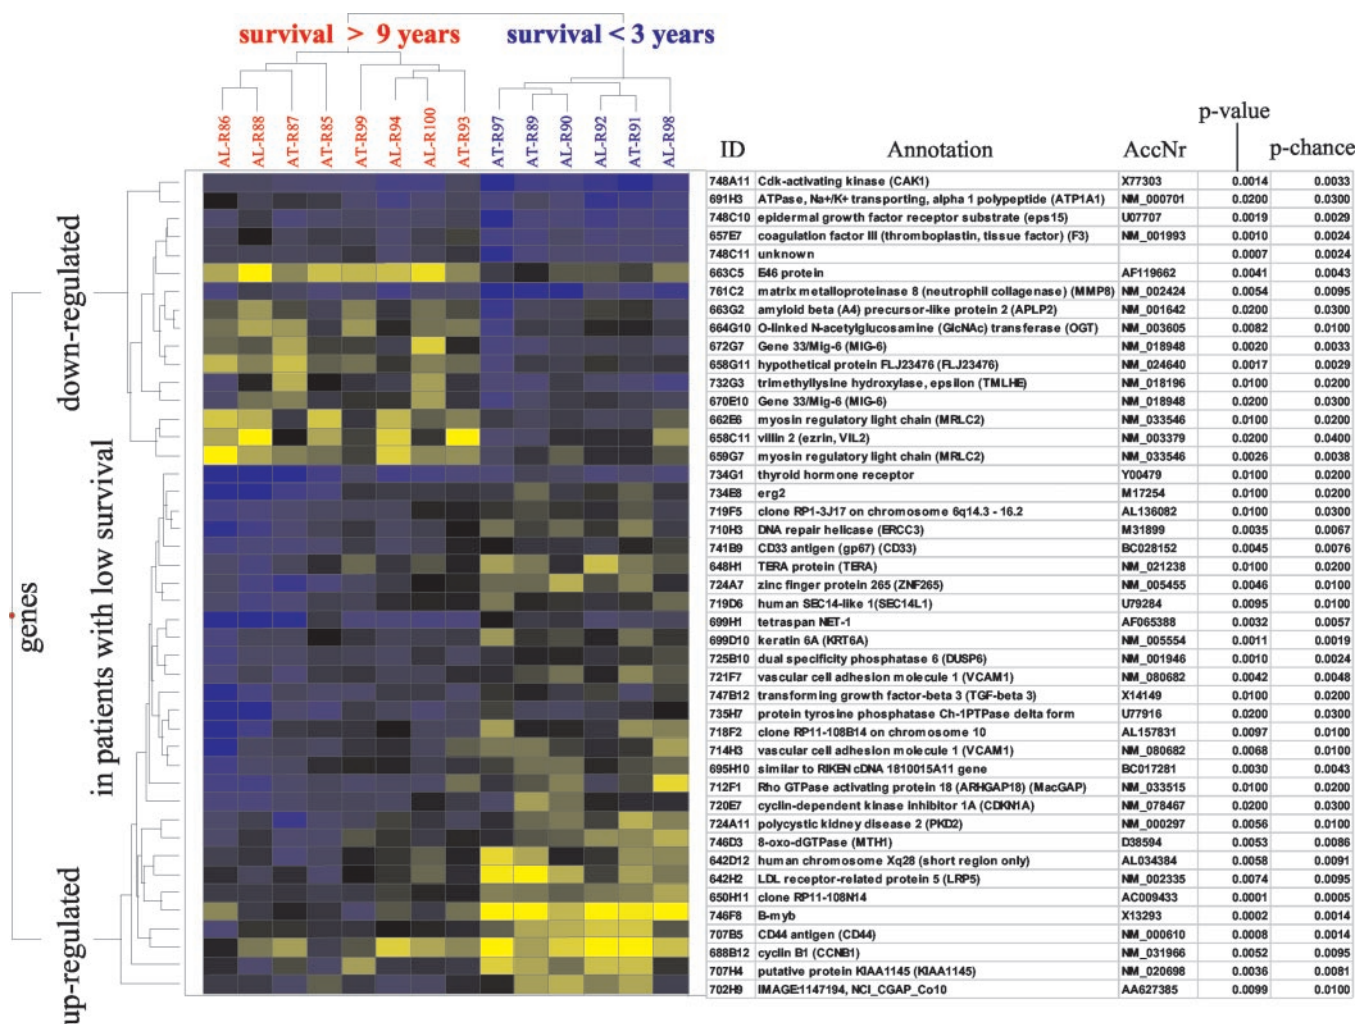 survival > 9 years
survival < 3 years
AL-R86
AL-R88
AT-R87
AT-R85
AT-R99
AL-R94
AL-R100
AT-R93
AT-R97
AT-R89
AL-R90
AL-R92
AT-R91
AL-R98
genes
down-regulated
in patients with low survival
up-regulated
ID Annotation AccNr p-value p-chance
748A11 Cdk-activating kinase (CAK1) X77303 0.0014 0.0033
691H3 ATPase, Na+/K+ transporting, alpha 1 polypeptide (ATP1A1) NM_000701 0.0200 0.0300
748C10 epidermal growth factor receptor substrate (eps15) U07707 0.0019 0.0029
657E7 coagulation factor III (thromboplastin, tissue factor) (F3) NM_001993 0.0010 0.0024
748C11 unknown 0.0007 0.0024
663C5 E46 protein AF119662 0.0041 0.0043
761C2 matrix metalloproteinase 8 (neutrophil collagenase) (MMP8) NM_002424 0.0054 0.0095
663G2 amyloid beta (A4) precursor-like protein 2 (APLP2) NM_001642 0.0200 0.0300
664G10 O-linked N-acetylglucosamine (GlcNAc) transferase (OGT) NM_003605 0.0082 0.0100
672G7 Gene 33/Mig-6 (MIG-6) NM_018948 0.0020 0.0033
658G11 hypothetical protein FLJ23476 (FLJ23476) NM_024640 0.0017 0.0029
732G3 trimethyllysine hydroxylase, epsilon (TMLHE) NM_018196 0.0100 0.0200
670E10 Gene 33/Mig-6 (MIG-6) NM_018948 0.0200 0.0300
662E6 myosin regulatory light chain (MRLC2) NM_033546 0.0100 0.0200
658C11 villin 2 (ezrin, VIL2) NM_003379 0.0200 0.0400
659G7 myosin regulatory light chain (MRLC2) NM_033546 0.0026 0.0038
734G1 thyroid hormone receptor Y00479 0.0100 0.0200
734E8 erg2 M17254 0.0100 0.0200
719F5 clone RP1-3J17 on chromosome 6q14.3 - 16.2 AL136082 0.0100 0.0300
710H3 DNA repair helicase (ERCC3) M31899 0.0035 0.0067
741B9 CD33 antigen (gp67) (CD33) BC028152 0.0045 0.0076
648H1 TERA protein (TERA) NM_021238 0.0100 0.0200
724A7 zinc finger protein 265 (ZNF265) NM_005455 0.0046 0.0100
719D6 human SEC14-like 1(SEC14L1) U79284 0.0095 0.0100
699H1 tetraspan NET-1 AF065388 0.0032 0.0057
699D10 keratin 6A (KRT6A) NM_005554 0.0011 0.0019
725B10 dual specificity phosphatase 6 (DUSP6) NM_001946 0.0010 0.0024
721F7 vascular cell adhesion molecule 1 (VCAM1) NM_080682 0.0042 0.0048
747B12 transforming growth factor-beta 3 (TGF-beta 3) X14149 0.0100 0.0200
735H7 protein tyrosine phosphatase Ch-1PTPase delta form U77916 0.0200 0.0300
718F2 clone RP11-108B14 on chromosome 10 AL157831 0.0097 0.0100
714H3 vascular cell adhesion molecule 1 (VCAM1) NM_080682 0.0068 0.0100
695H10 similar to RIKEN cDNA 1810015A11 gene BC017281 0.0030 0.0043
712F1 Rho GTPase activating protein 18 (ARHGAP18) (MacGAP) NM_033515 0.0100 0.0200
720E7 cyclin-dependent kinase inhibitor 1A (CDKN1A) NM_078467 0.0200 0.0300
724A11 polycystic kidney disease 2 (PKD2) NM_000297 0.0056 0.0100
746D3 8-oxo-dGTPase (MTH1) D38594 0.0053 0.0086
642D12 human chromosome Xq28 (short region only) AL034384 0.0058 0.0091
642H2 LDL receptor-related protein 5 (LRP5) NM_002335 0.0074 0.0095
650H11 clone RP11-108N14 AC009433 0.0001 0.0005
746F8 B-myb X13293 0.0002 0.0014
707B5 CD44 antigen (CD44) NM_000610 0.0008 0.0014
688B12 cyclin B1 (CCNB1) NM_031966 0.0052 0.0095
707H4 putative protein KIAA1145 (KIAA1145) NM_020698 0.0036 0.0081
702H9 IMAGE:1147194, NCI_CGAP_Co10 AA627385 0.0099 0.0100